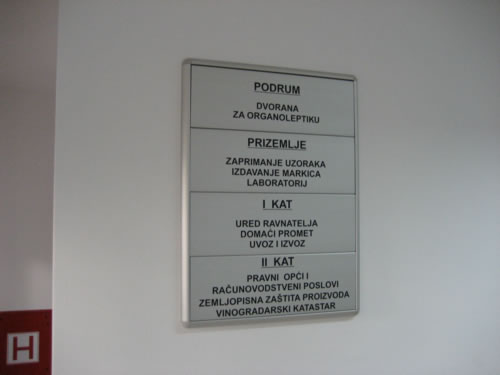 PODRUM
DVORANA
ZA ORGANOLEPTIKU
PRIZEMLJE
ZAPRIMANJE UZORAKA
IZDAVANJE MARKICA
LABORATORIJ
I KAT
URED RAVNATELJA
DOMAĆI PROMET
UVOZ I IZVOZ
II KAT
PRAVNI OPĆI I
RAČUNOVODSTVENI POSLOVI
ZEMLJOPISNA ZAŠTITA PROIZVODA
VINOGRADARSKI KATASTAR
H